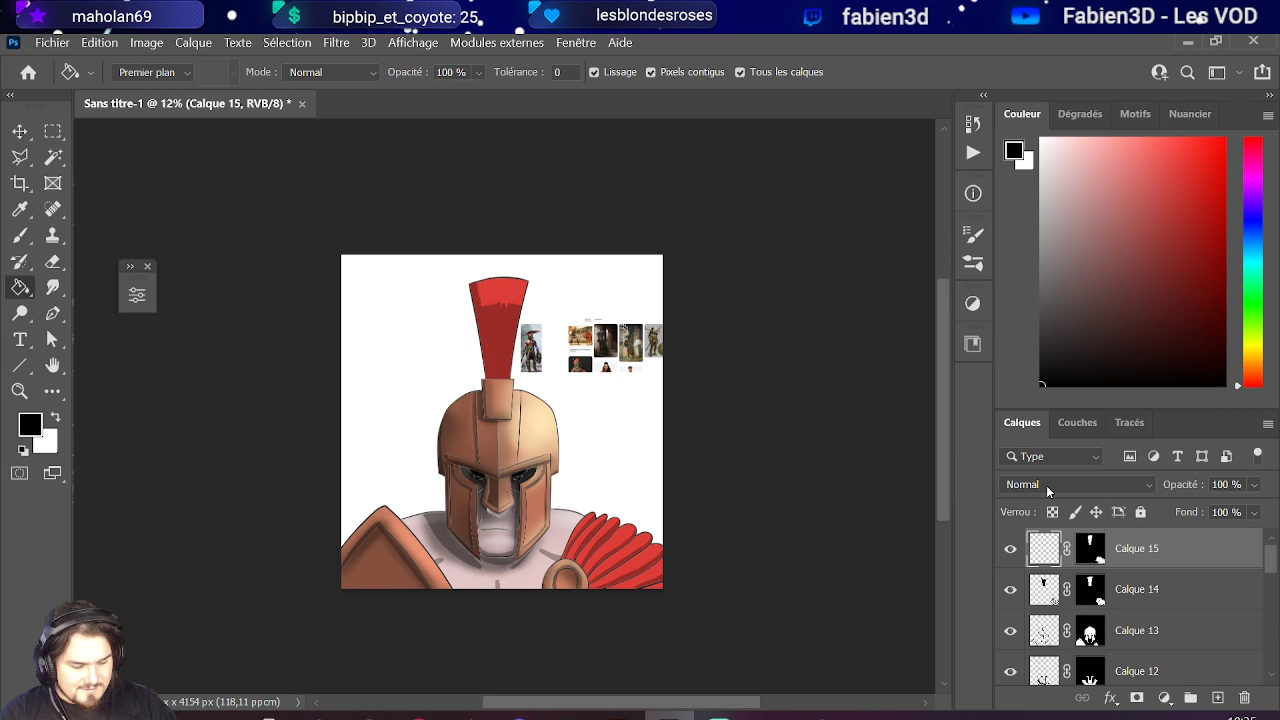 maholan69
bipbip_et_coyote: 25
lesblondesroses
fabien3d
Fabien3D - Les VOD
Ps
Fichier Edition Image Calque Texte Sélection Filtre 3D Affichage Modules externes Fenêtre Aide
Premier plan
Mode : Normal
Opacité : 100 %
Tolérance : 0
Lissage
Pixels contigus
Tous les calques
Sans titre-1 @ 12% (Calque 15, RVB/8) *
Couleur Dégradés Motifs Nuancier
Calques Couches Tracés
Type
Normal Opacité : 100 %
Verrou : Fond : 100 %
Calque 15
Calque 14
Calque 13
Calque 12
x 4154 px (118,11 ppcm)